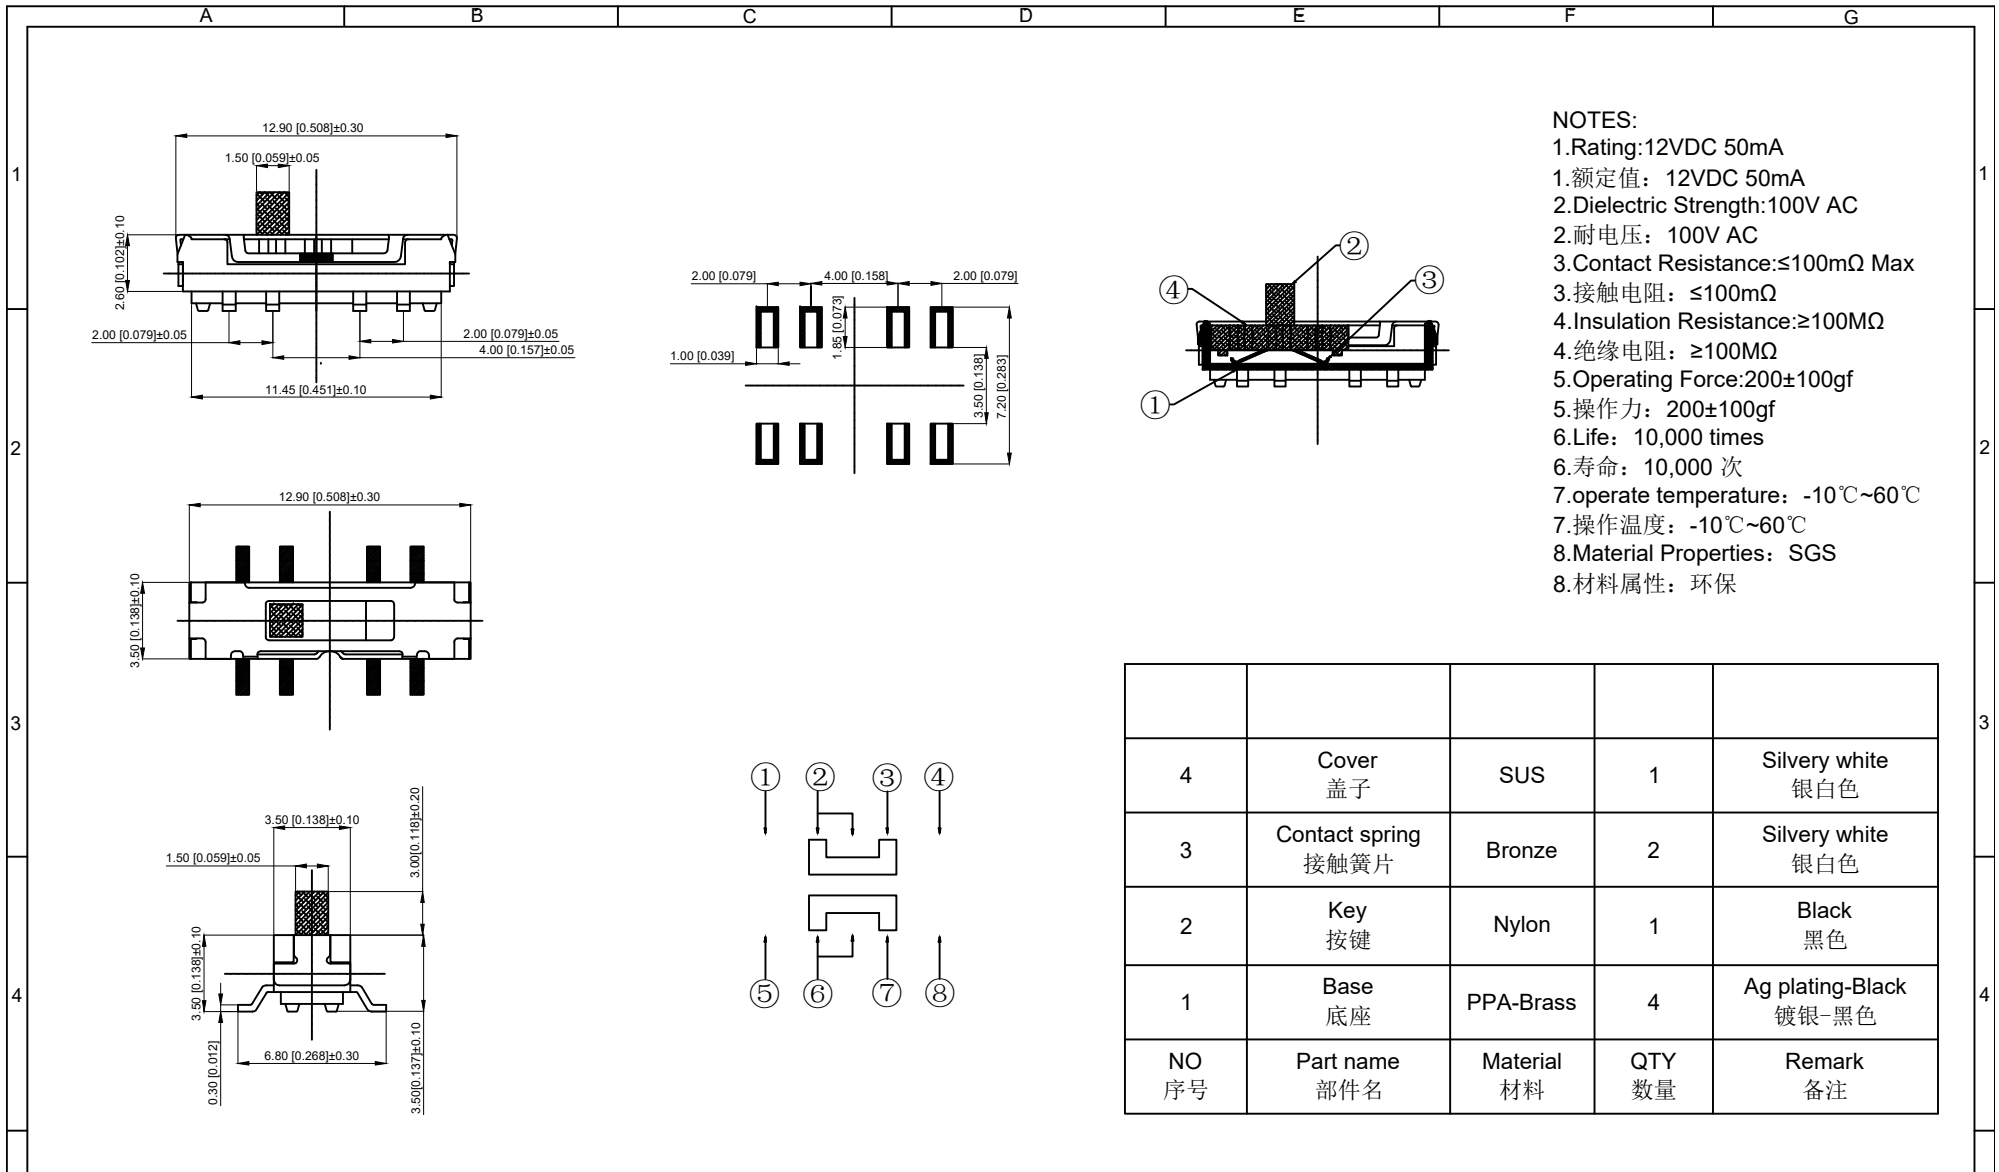 A B C D E F G
1
2
3
4
1
2
3
4
12.90 [0.508]±0.30
1.50 [0.059]±0.05
2.60 [0.102]±0.10
2.00 [0.079]±0.05
2.00 [0.079]±0.05
4.00 [0.157]±0.05
11.45 [0.451]±0.10
12.90 [0.508]±0.30
3.50 [0.138]±0.10
3.50 [0.138]±0.10
1.50 [0.059]±0.05
3.00[0.118]±0.20
3.50 [0.138]±0.10
6.80 [0.268]±0.30
0.30 [0.012]
3.50[0.137]±0.10
2.00 [0.079]
4.00 [0.158]
2.00 [0.079]
1.85 [0.073]
1.00 [0.039]
3.50 [0.138]
7.20 [0.283]
① ② ③ ④
⑤ ⑥ ⑦ ⑧
②
③
④
①
NOTES:
1.Rating:12VDC 50mA
1.额定值：12VDC 50mA
2.Dielectric Strength:100V AC
2.耐电压：100V AC
3.Contact Resistance:≤100mΩ Max
3.接触电阻：≤100mΩ
4.Insulation Resistance:≥100MΩ
4.绝缘电阻：≥100MΩ
5.Operating Force:200±100gf
5.操作力：200±100gf
6.Life：10,000 times
6.寿命：10,000 次
7.operate temperature：-10℃~60℃
7.操作温度：-10℃~60℃
8.Material Properties：SGS
8.材料属性：环保
4 Cover 盖子 SUS 1 Silvery white 银白色
3 Contact spring 接触簧片 Bronze 2 Silvery white 银白色
2 Key 按键 Nylon 1 Black 黑色
1 Base 底座 PPA-Brass 4 Ag plating-Black 镀银-黑色
NO 序号 Part name 部件名 Material 材料 QTY 数量 Remark 备注